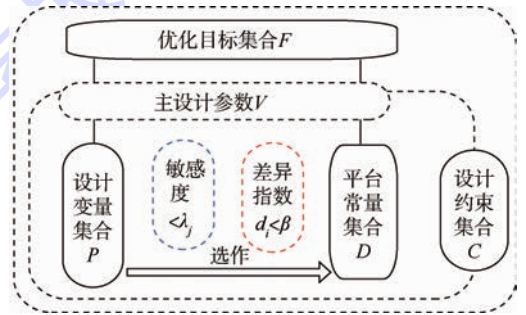 优化目标集合F
主设计参数V
设计
变量
集合
P
敏感
度
<λj
差异
指数
di<β
选作
平台
常量
集合
D
设计
约束
集合
C